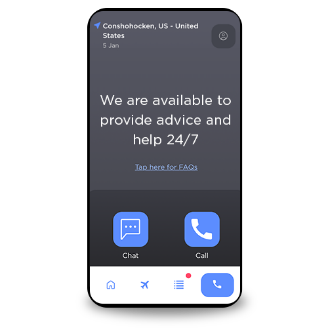 Conshohocken, US - United
States
5 Jan
We are available to
provide advice and
help 24/7
Tap here for FAQs
Chat
Call